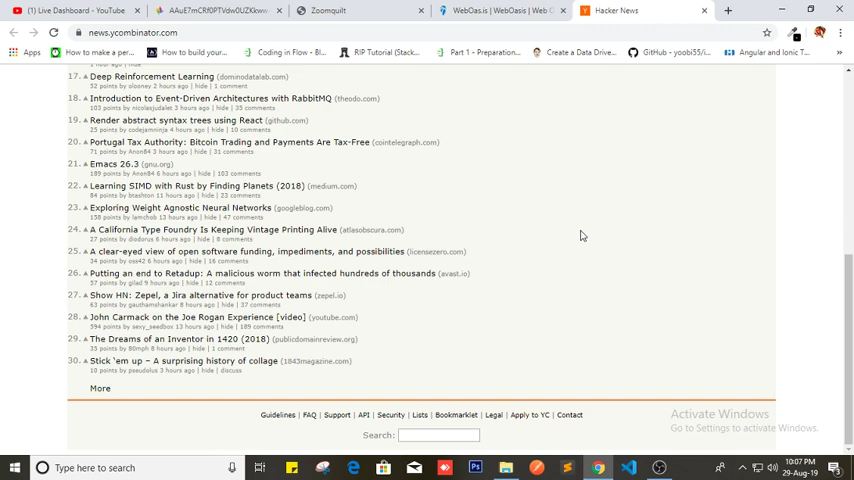 (1) Live Dashboard - YouTube
AAuE7mCRf0PTVdw0UZKkww
Zoomquilt
WebOas.is | WebOasis | Web O
Hacker News
news.ycombinator.com
Apps
How to make a per
How to build your
Coding in Flow
Blackhat
RIP Tutorial (Stack
Part 1 - Preparation
Create a Data Drive
GitHub - yoobi55/i
Angular and Ionic T
17. Deep Reinforcement Learning (dominodatalab.com)
52 points by olooney 2 hours ago | hide | 1 comment
18. Introduction to Event-Driven Architectures with RabbitMQ (theodo.com)
103 points by nicolasjudalet 3 hours ago | hide | 35 comments
19. Render abstract syntax trees using React (github.com)
25 points by codejamninja 4 hours ago | hide | 10 comments
20. Portugal Tax Authority: Bitcoin Trading and Payments Are Tax-Free (cointelegraph.com)
71 points by Anon84 3 hours ago | hide | 31 comments
21. Emacs 26.3 (gnu.org)
189 points by Anon84 6 hours ago | hide | 103 comments
22. Learning SIMD with Rust by Finding Planets (2018) (medium.com)
84 points by btashton 11 hours ago | hide | 23 comments
23. Exploring Weight Agnostic Neural Networks (googleblog.com)
158 points by lamchob 13 hours ago | hide | 47 comments
24. A California Type Foundry Is Keeping Vintage Printing Alive (atlasobscura.com)
27 points by diodorus 6 hours ago | hide | 8 comments
25. A clear-eyed view of open software funding, impediments, and possibilities (licensezero.com)
34 points by oss42 6 hours ago | hide | 16 comments
26. Putting an end to Retadup: A malicious worm that infected hundreds of thousands (avast.io)
57 points by gilad 9 hours ago | hide | 12 comments
27. Show HN: Zepel, a Jira alternative for product teams (zepel.io)
63 points by gauthamshankar 8 hours ago | hide | 37 comments
28. John Carmack on the Joe Rogan Experience [video] (youtube.com)
594 points by sexy_seedbox 13 hours ago | hide | 189 comments
29. The Dreams of an Inventor in 1420 (2018) (publicdomainreview.org)
35 points by 80mph 8 hours ago | hide | 1 comment
30. Stick 'em up – A surprising history of collage (1843magazine.com)
10 points by pseudolus 3 hours ago | hide | discuss
More
Guidelines | FAQ | Support | API | Security | Lists | Bookmarklet | Legal | Apply to YC | Contact
Search:
Activate Windows
Go to Settings to activate Windows.
Type here to search
10:07 PM
29-Aug-19